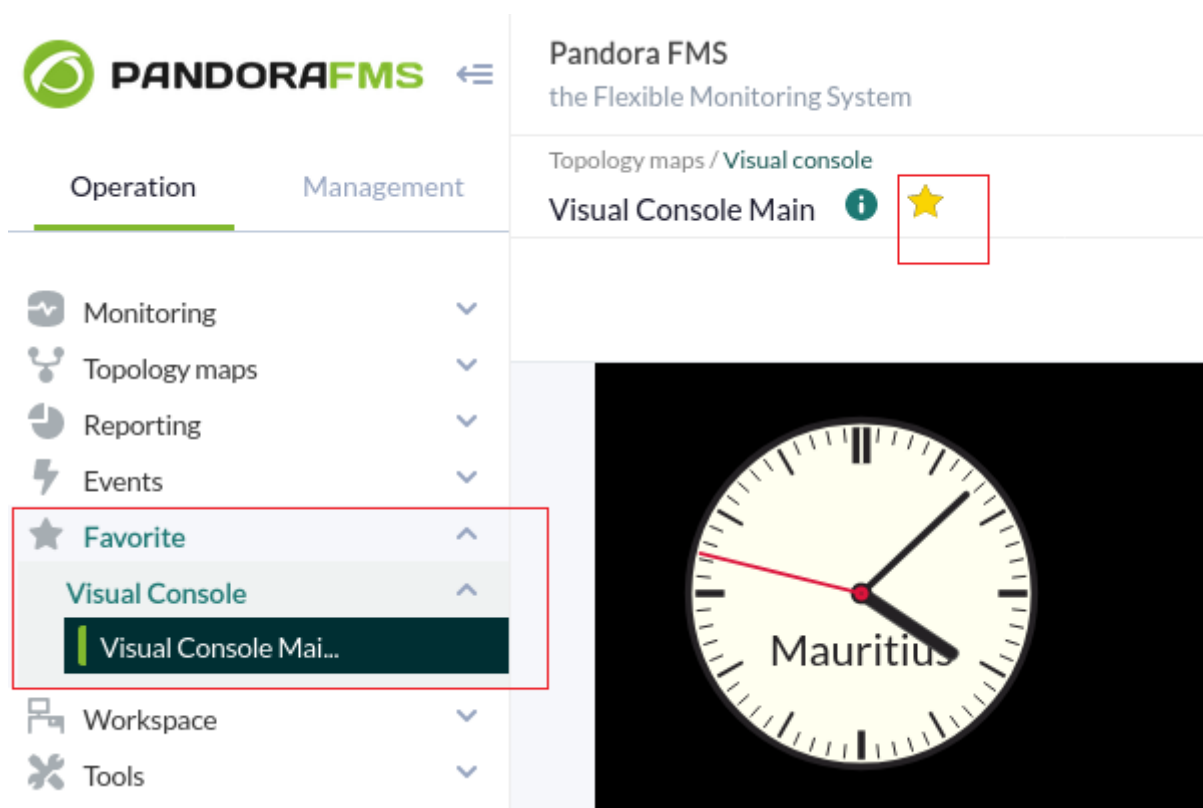 PANDORAFMS
Operation
Management
Monitoring
Topology maps
Reporting
Events
Favorite
Visual Console
Visual Console Mai...
Workspace
Tools
Pandora FMS
the Flexible Monitoring System
Topology maps / Visual console
Visual Console Main
Mauritius